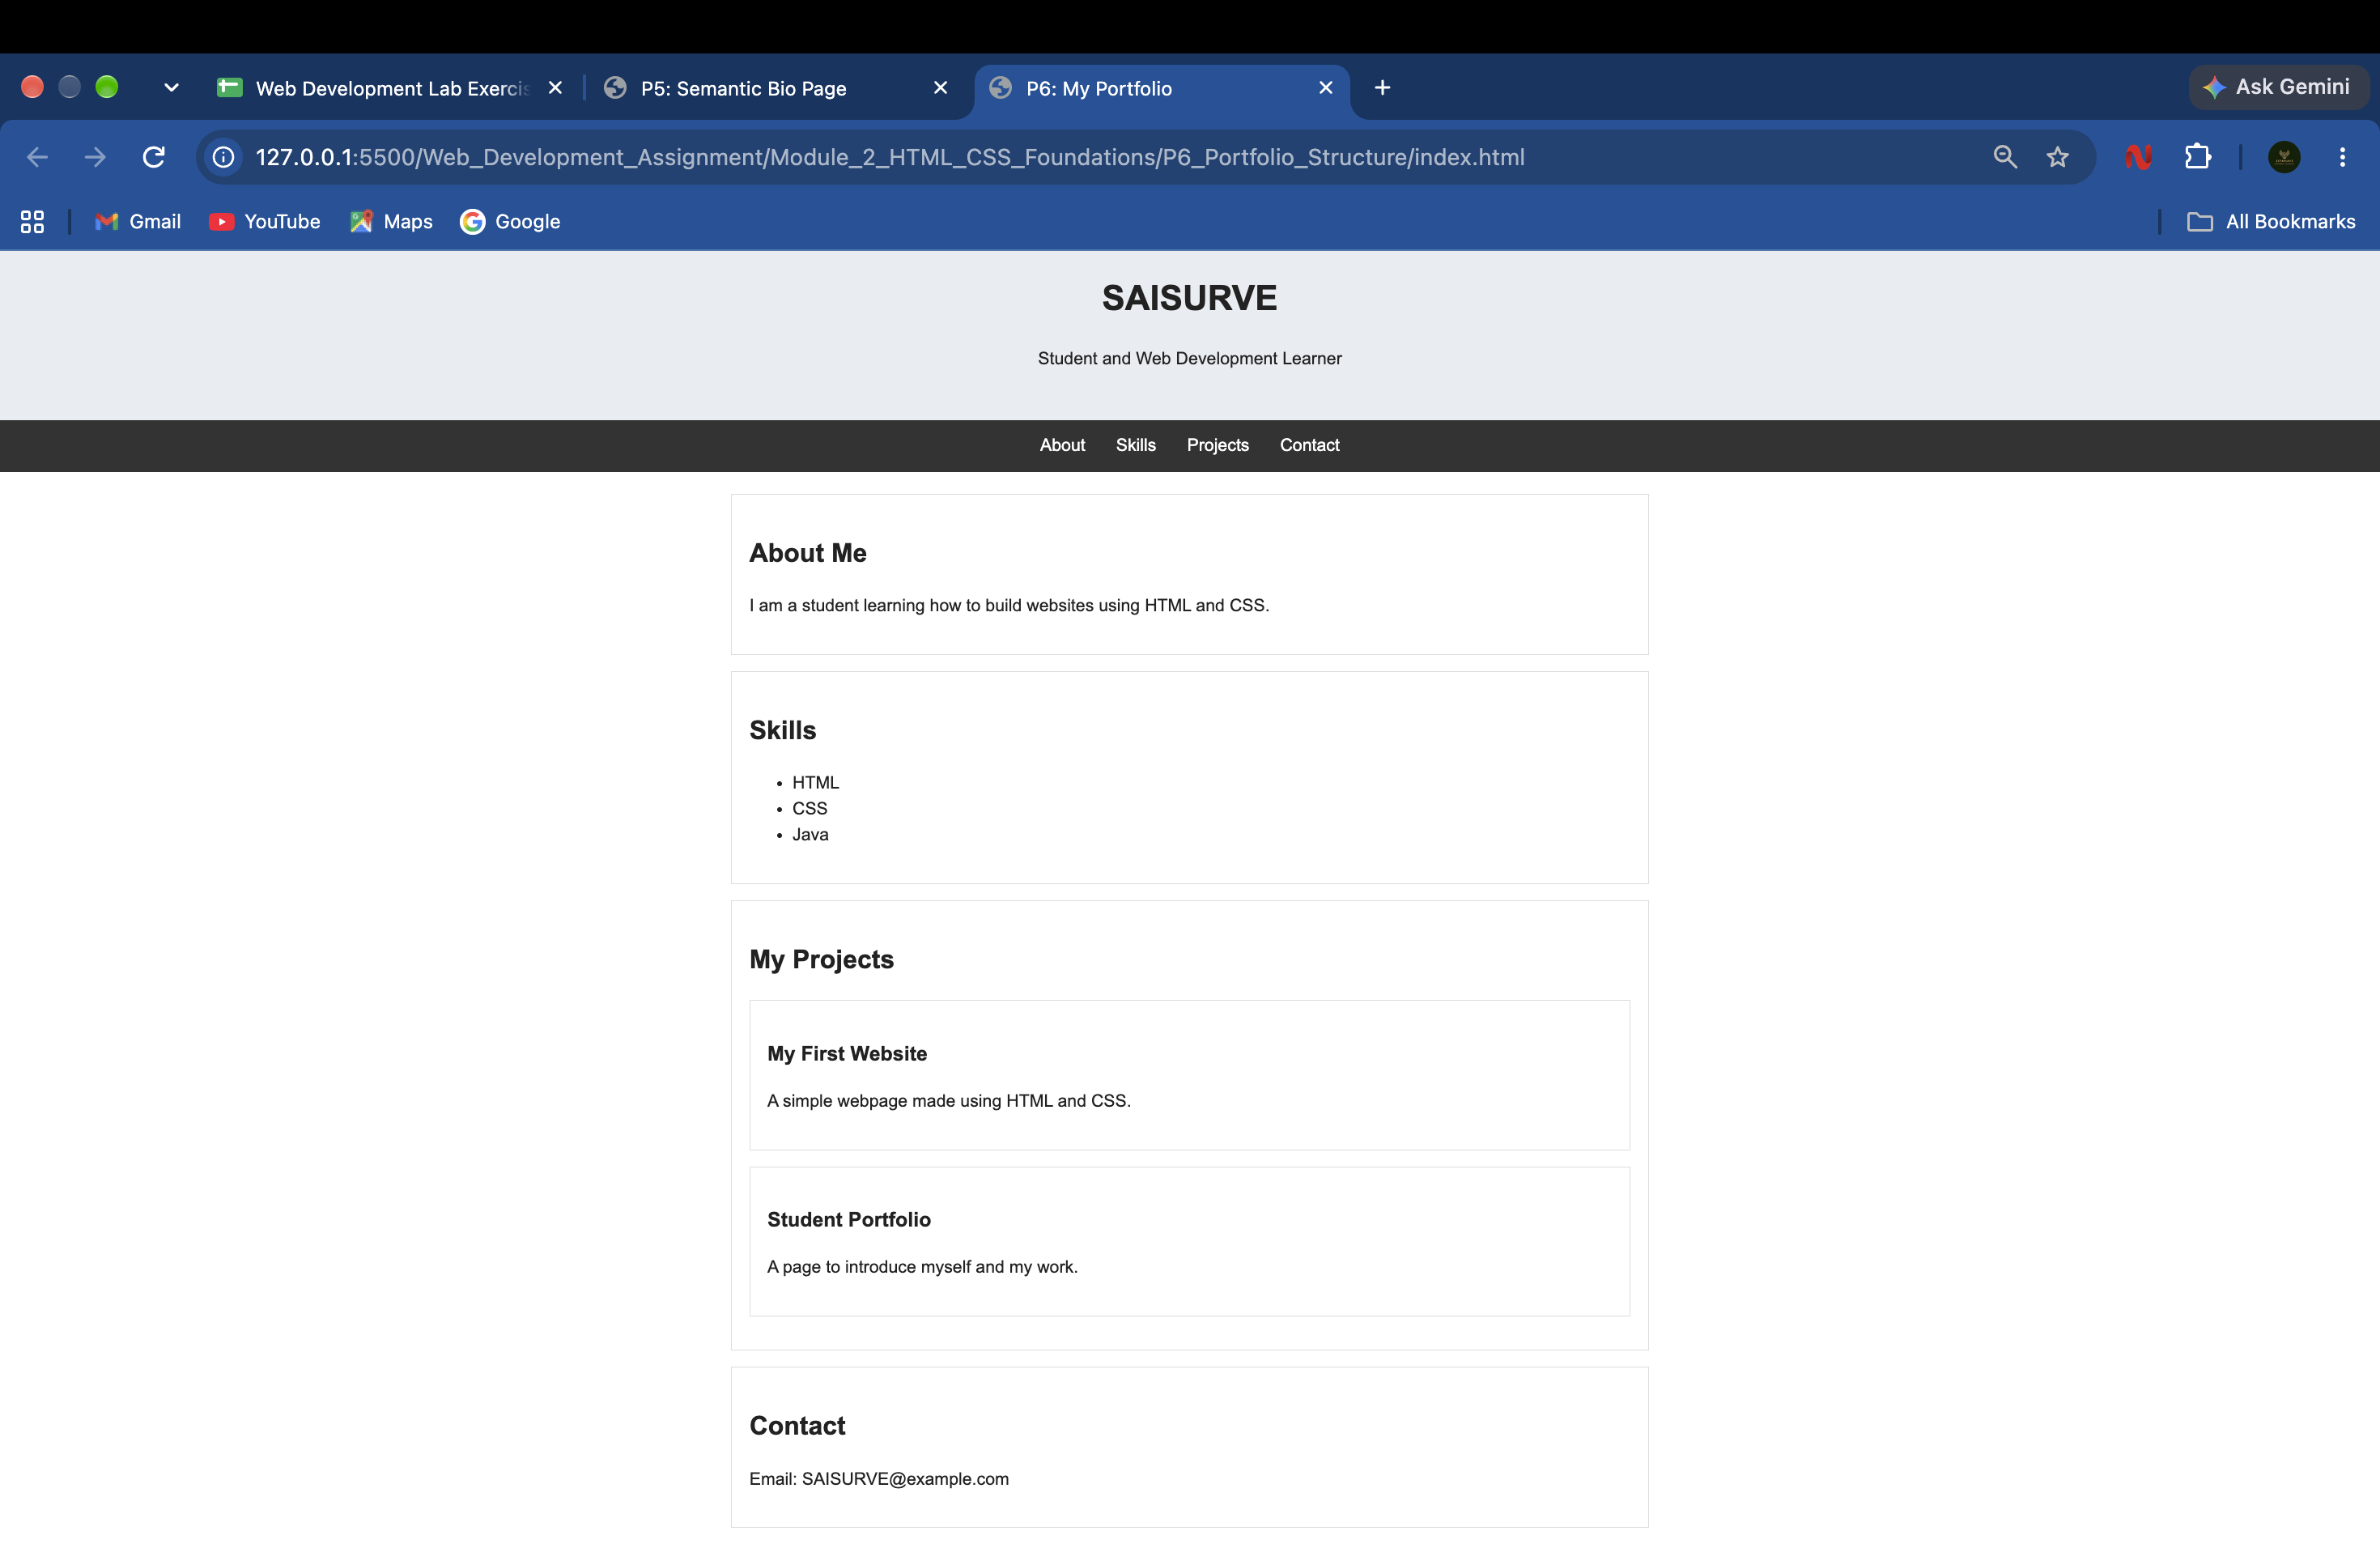 Web Development Lab Exercis
P5: Semantic Bio Page
P6: My Portfolio
Ask Gemini
127.0.0.1:5500/Web_Development_Assignment/Module_2_HTML_CSS_Foundations/P6_Portfolio_Structure/index.html
Gmail
YouTube
Maps
Google
All Bookmarks
SAISURVE
Student and Web Development Learner
About Skills Projects Contact
About Me
I am a student learning how to build websites using HTML and CSS.
Skills
• HTML
• CSS
• Java
My Projects
My First Website
A simple webpage made using HTML and CSS.
Student Portfolio
A page to introduce myself and my work.
Contact
Email: SAISURVE@example.com